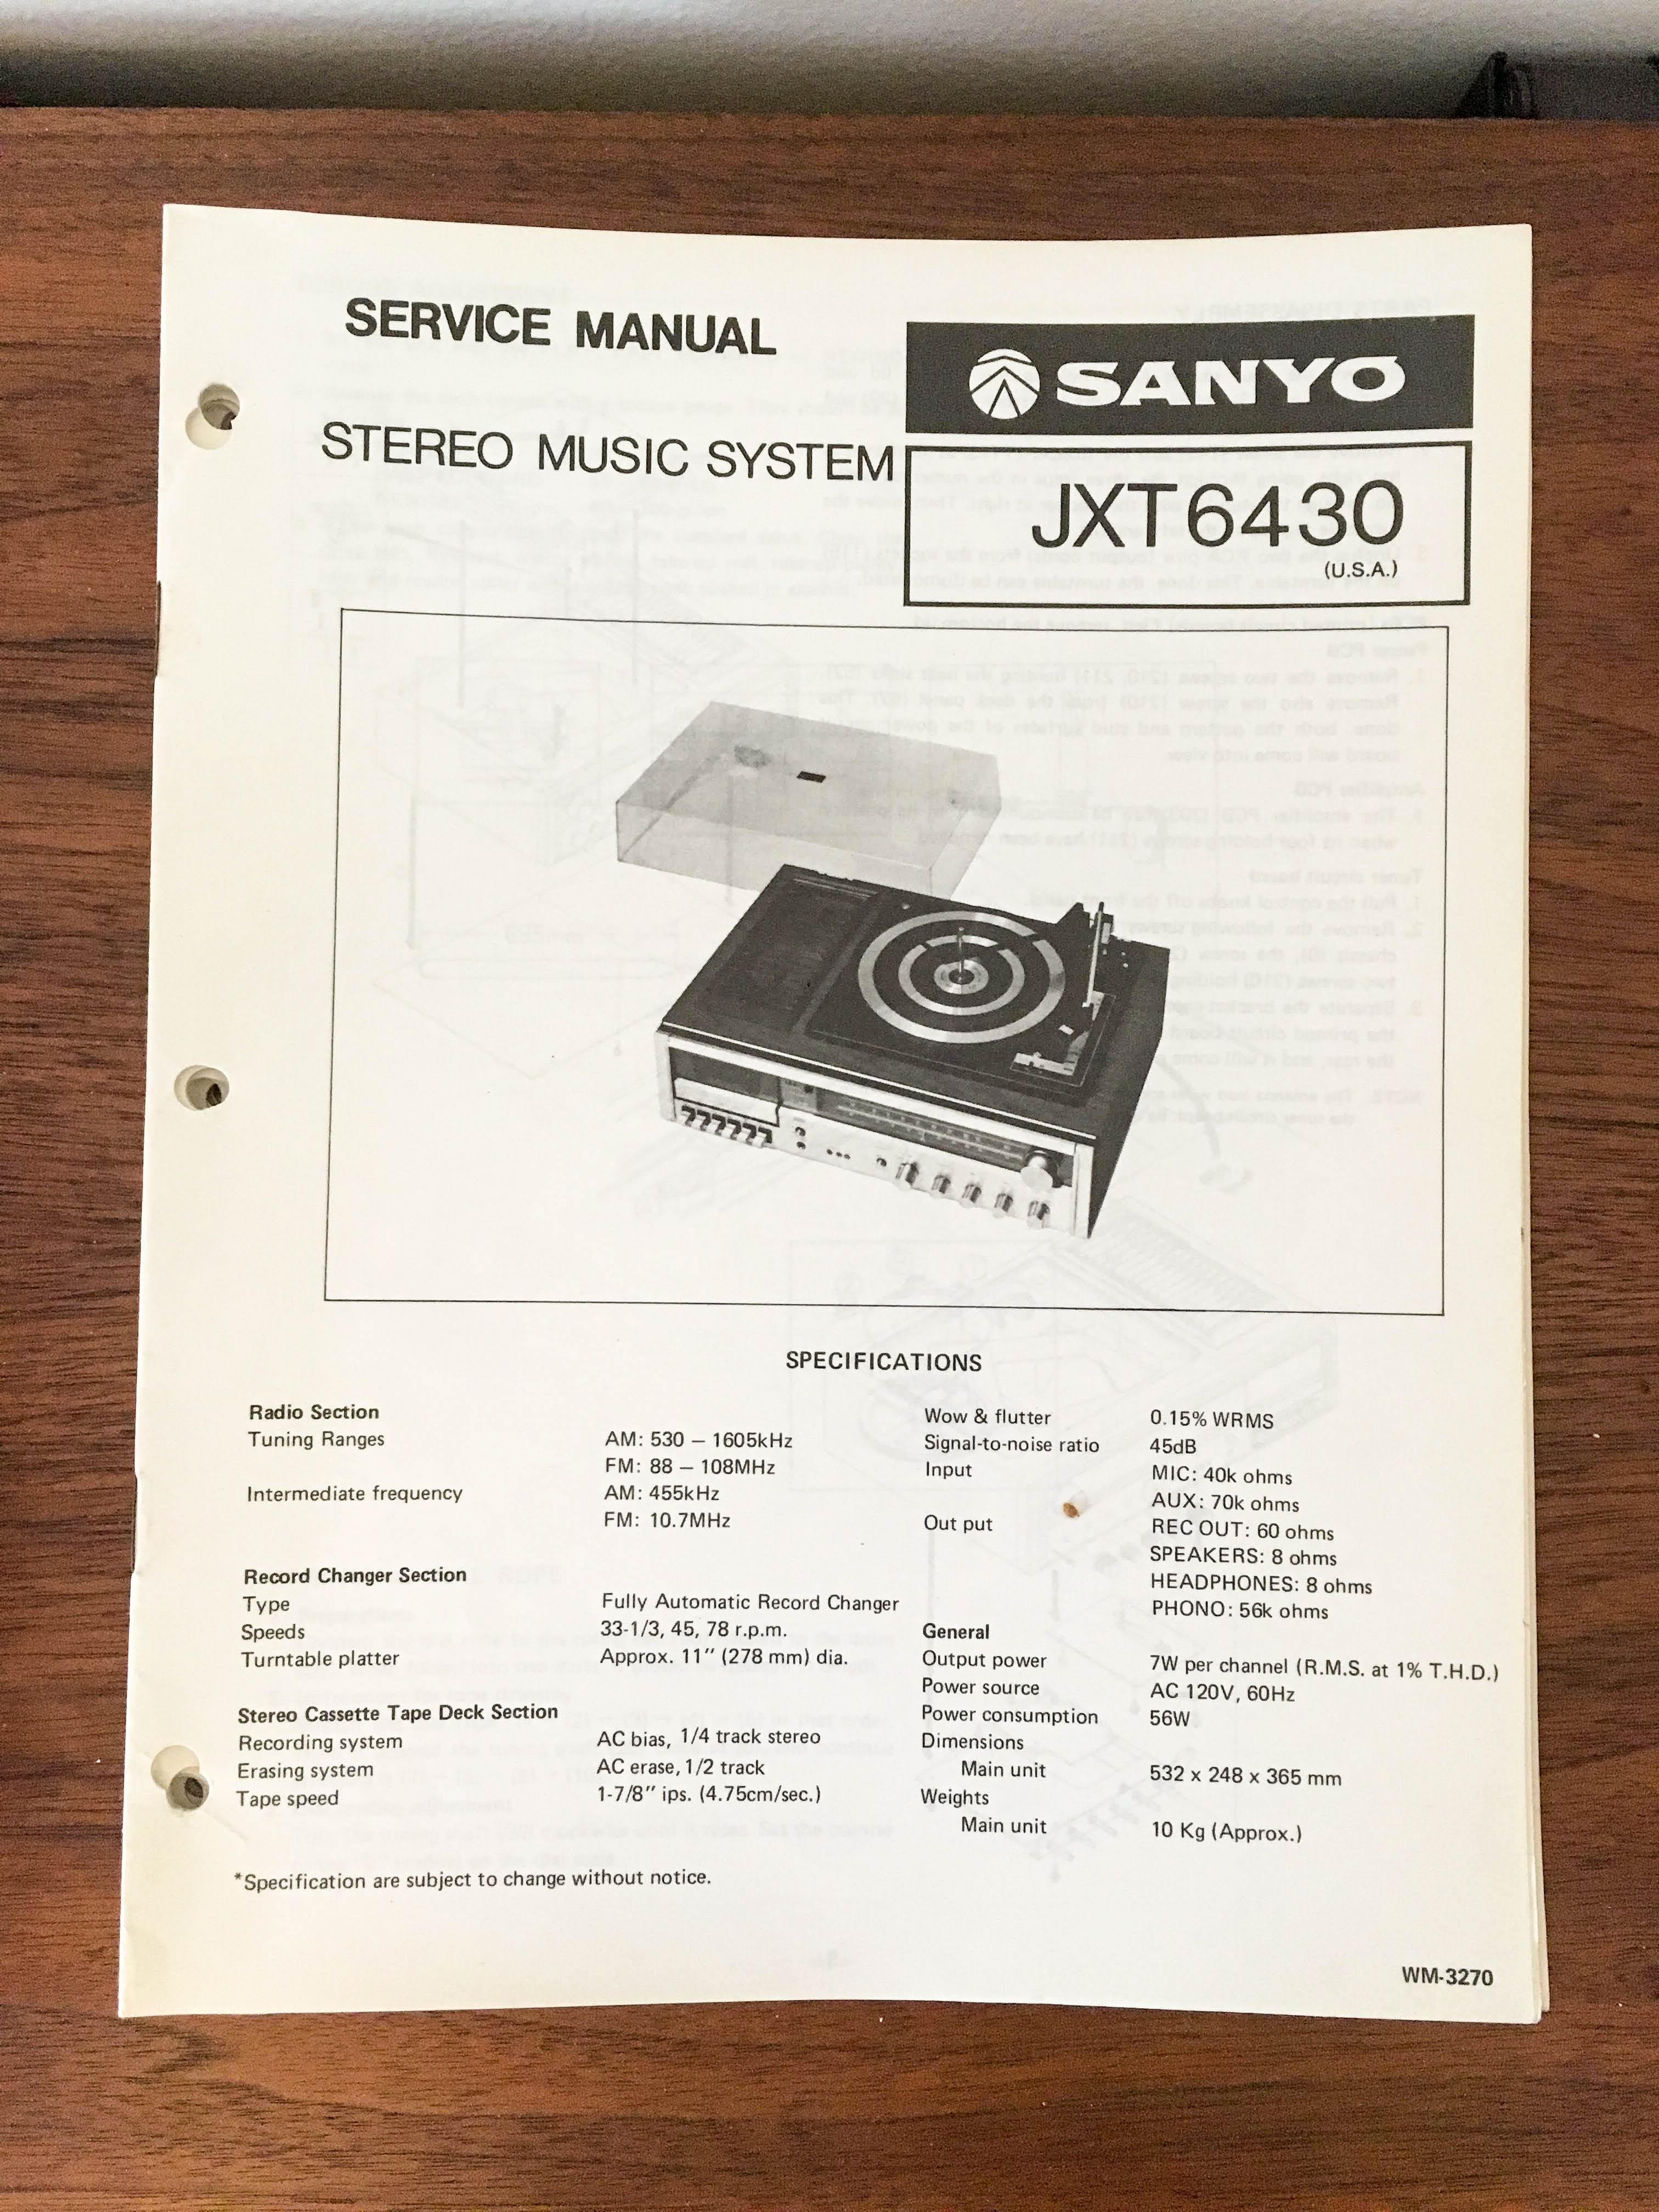 SERVICE MANUAL
SANYO
STEREO MUSIC SYSTEM
JXT6430
(U.S.A.)
SPECIFICATIONS
Radio Section
Tuning Ranges AM: 530 – 1605kHz
FM: 88 – 108MHz
Intermediate frequency AM: 455kHz
FM: 10.7MHz
Record Changer Section
Type Fully Automatic Record Changer
Speeds 33-1/3, 45, 78 r.p.m.
Turntable platter Approx. 11″ (278 mm) dia.
Stereo Cassette Tape Deck Section
Recording system AC bias, 1/4 track stereo
Erasing system AC erase, 1/2 track
Tape speed 1-7/8″ ips. (4.75cm/sec.)
*Specification are subject to change without notice.
Wow & flutter 0.15% WRMS
Signal-to-noise ratio 45dB
Input MIC: 40k ohms
AUX: 70k ohms
Out put REC OUT: 60 ohms
SPEAKERS: 8 ohms
HEADPHONES: 8 ohms
PHONO: 56k ohms
General
Output power 7W per channel (R.M.S. at 1% T.H.D.)
Power source AC 120V, 60Hz
Power consumption 56W
Dimensions
Main unit 532 x 248 x 365 mm
Weights
Main unit 10 Kg (Approx.)
WM-3270